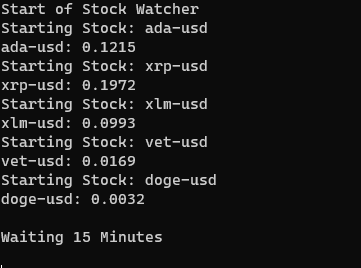 Start of Stock Watcher
Starting Stock: ada-usd
ada-usd: 0.1215
Starting Stock: xrp-usd
xrp-usd: 0.1972
Starting Stock: xlm-usd
xlm-usd: 0.0993
Starting Stock: vet-usd
vet-usd: 0.0169
Starting Stock: doge-usd
doge-usd: 0.0032
Waiting 15 Minutes